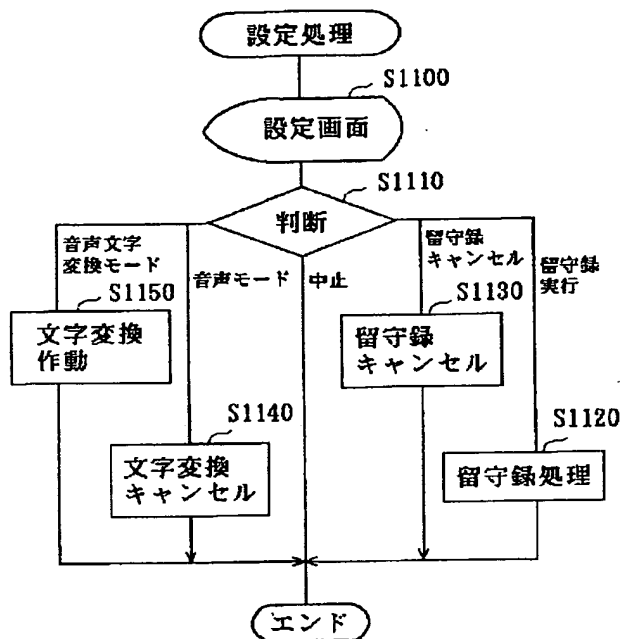 設定処理
S1100
設定画面
S1110
判断
音声文字
変換モード
音声モード
中止
留守録
キャンセル
留守録
実行
S1150
文字変換
作動
S1130
留守録
キャンセル
S1140
文字変換
キャンセル
S1120
留守録処理
エンド